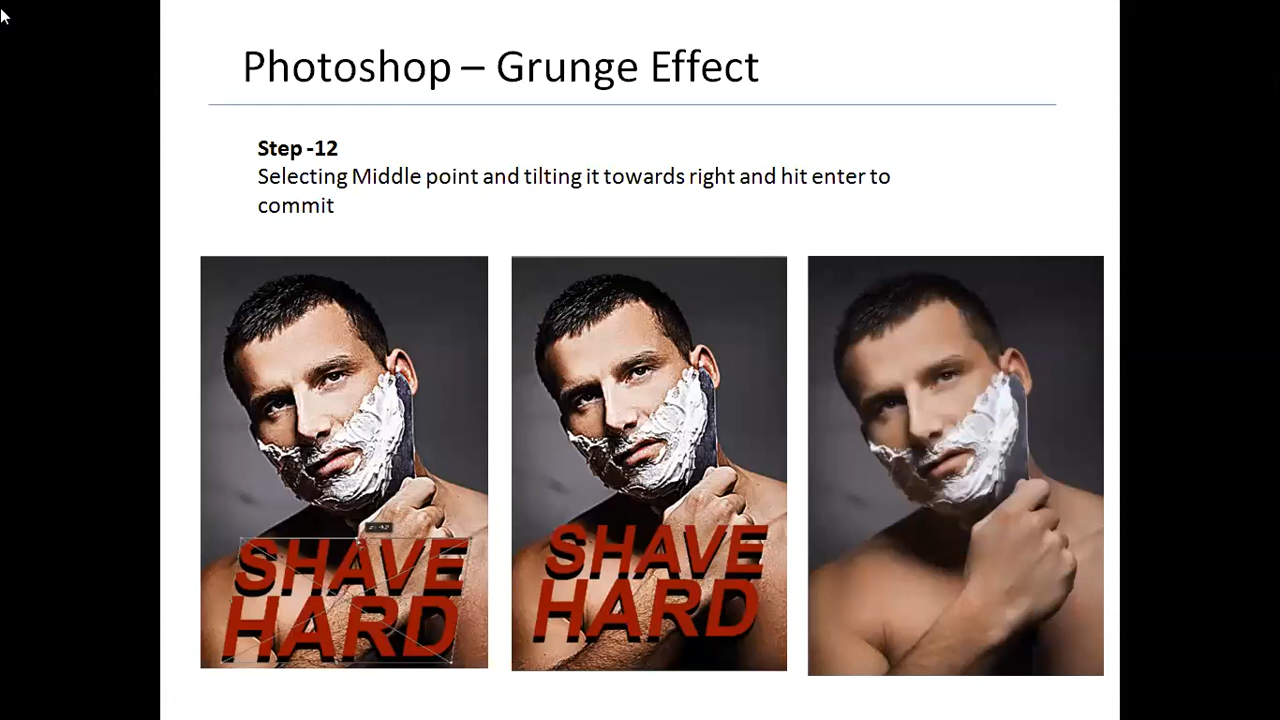 Photoshop – Grunge Effect
Step -12
Selecting Middle point and tilting it towards right and hit enter to
commit
SHAVE
HARD
SHAVE
HARD